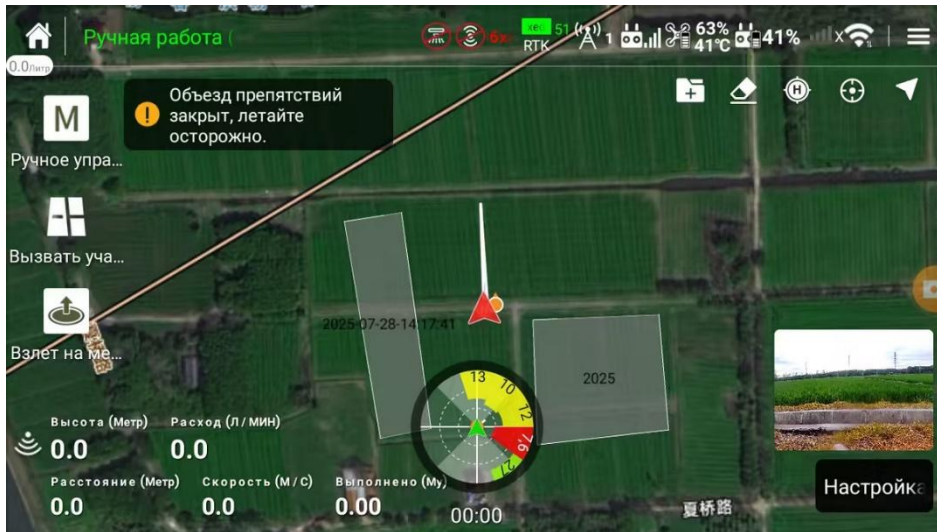 Ручная работа (
6x
хес 51
RTK
1
63%
41°C
41%
x
0.0Литр
Объезд препятствий
закрыт, летайте
осторожно.
M
Ручное упра...
H
Вызвать уча...
Взлет на ме...
2025-07-28-14:17:41
2025
13
10
12
7,6
Высота (Метр) Расход (Л/МИН)
0.0 0.0
Расстояние (Метр) Скорость (М/С) Выполнено (Му)
0.0 0.0 0.00
00:00
夏桥路
Настройка